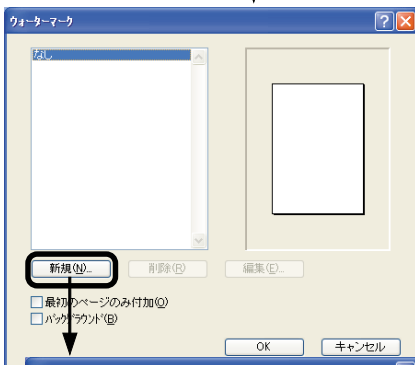 ウォーターマーク
なし
新規(N)... 削除(R) 編集(E)...
最初のページのみ付加(O)
バックグラウンド(B)
OK キャンセル